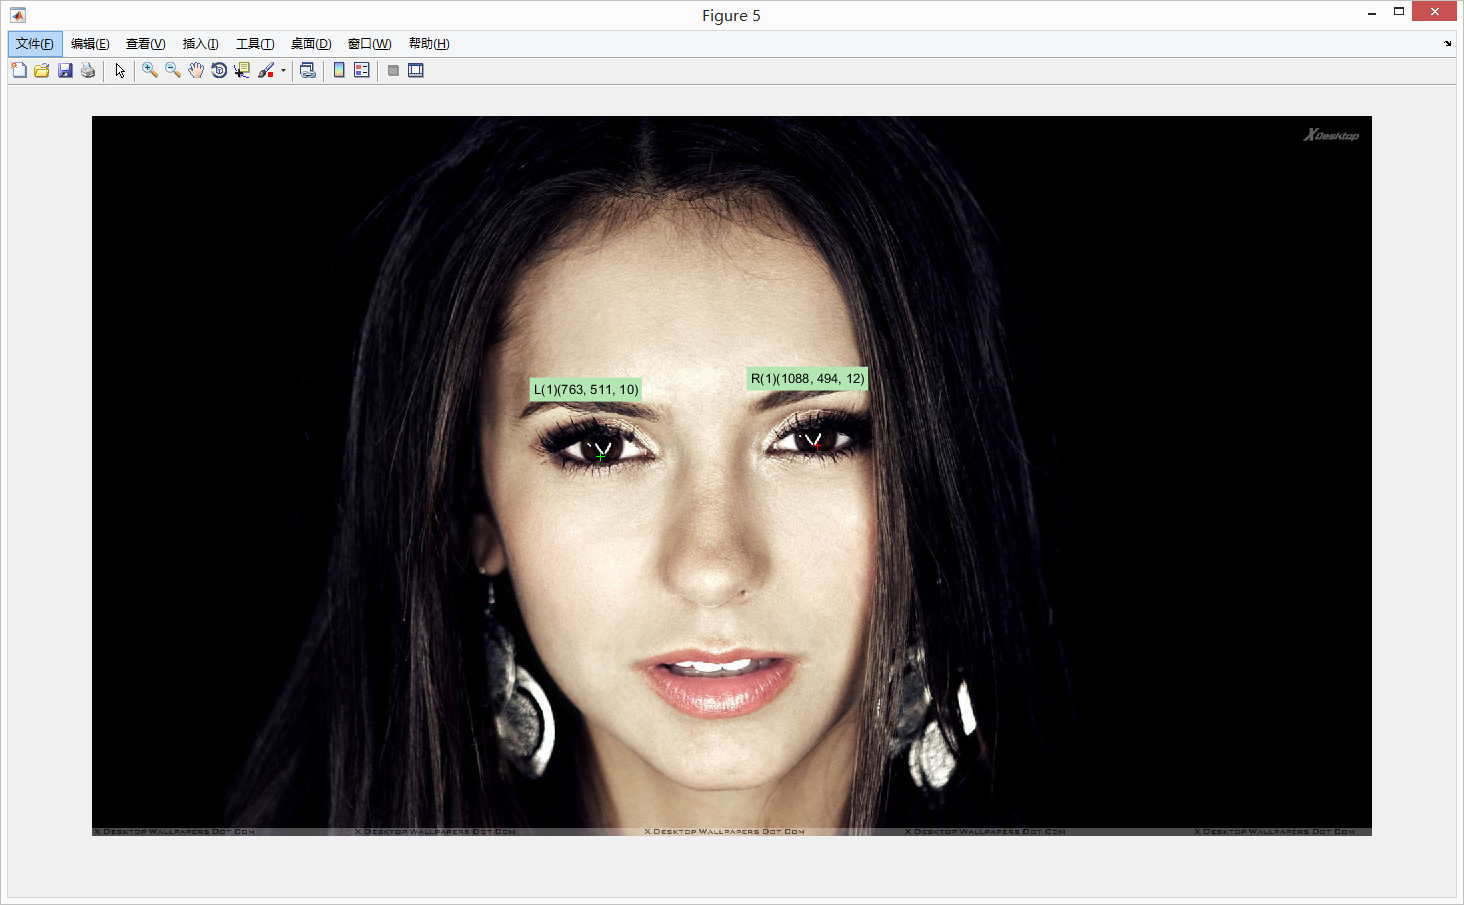 Figure 5
文件(F) 编辑(E) 查看(V) 插入(I) 工具(T) 桌面(D) 窗口(W) 帮助(H)
XDesktop
R(1)(1088, 494, 12)
L(1)(763, 511, 10)
X Desktop Wallpapers Dot Com X Desktop Wallpapers Dot Com X Desktop Wallpapers Dot Com X Desktop Wallpapers Dot Com X Desktop Wallpapers Dot Com